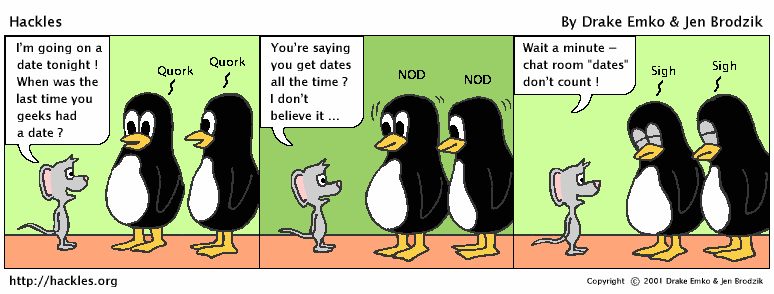 Hackles
By Drake Emko & Jen Brodzik
I'm going on a
date tonight !
When was the
last time you
geeks had
a date ?
Quork
Quork
You're saying
you get dates
all the time ?
I don't
believe it ...
NOD
NOD
Wait a minute –
chat room "dates"
don't count !
Sigh
Sigh
http://hackles.org
Copyright © 2001 Drake Emko & Jen Brodzik